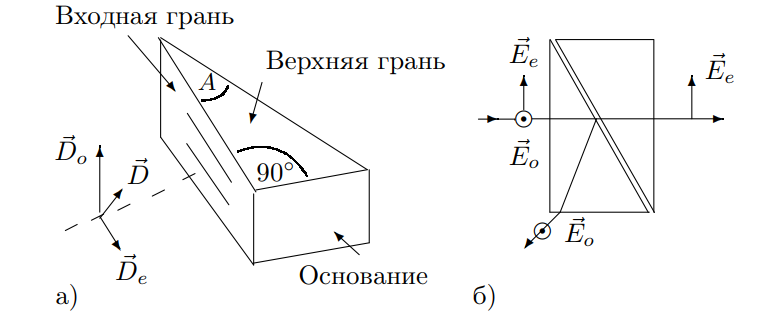 Входная грань
Верхняя грань
A
90°
$\vec{D}_o$
$\vec{D}$
$\vec{D}_e$
Основание
а)
$\vec{E}_e$
$\vec{E}_e$
$\vec{E}_o$
$\vec{E}_o$
б)